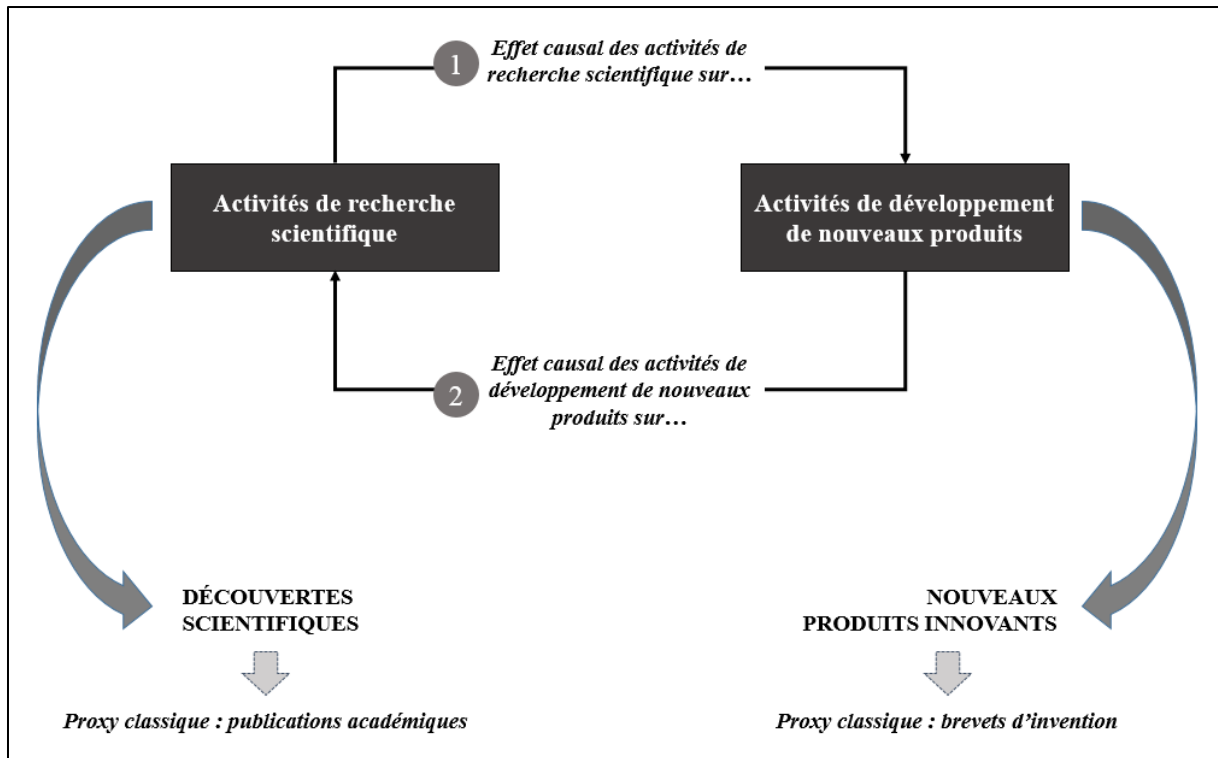 1
Effet causal des activités de
recherche scientifique sur…
Activités de recherche
scientifique
Activités de développement
de nouveaux produits
2
Effet causal des activités de
développement de nouveaux
produits sur…
DÉCOUVERTES
SCIENTIFIQUES
NOUVEAUX
PRODUITS INNOVANTS
Proxy classique : publications académiques
Proxy classique : brevets d’invention